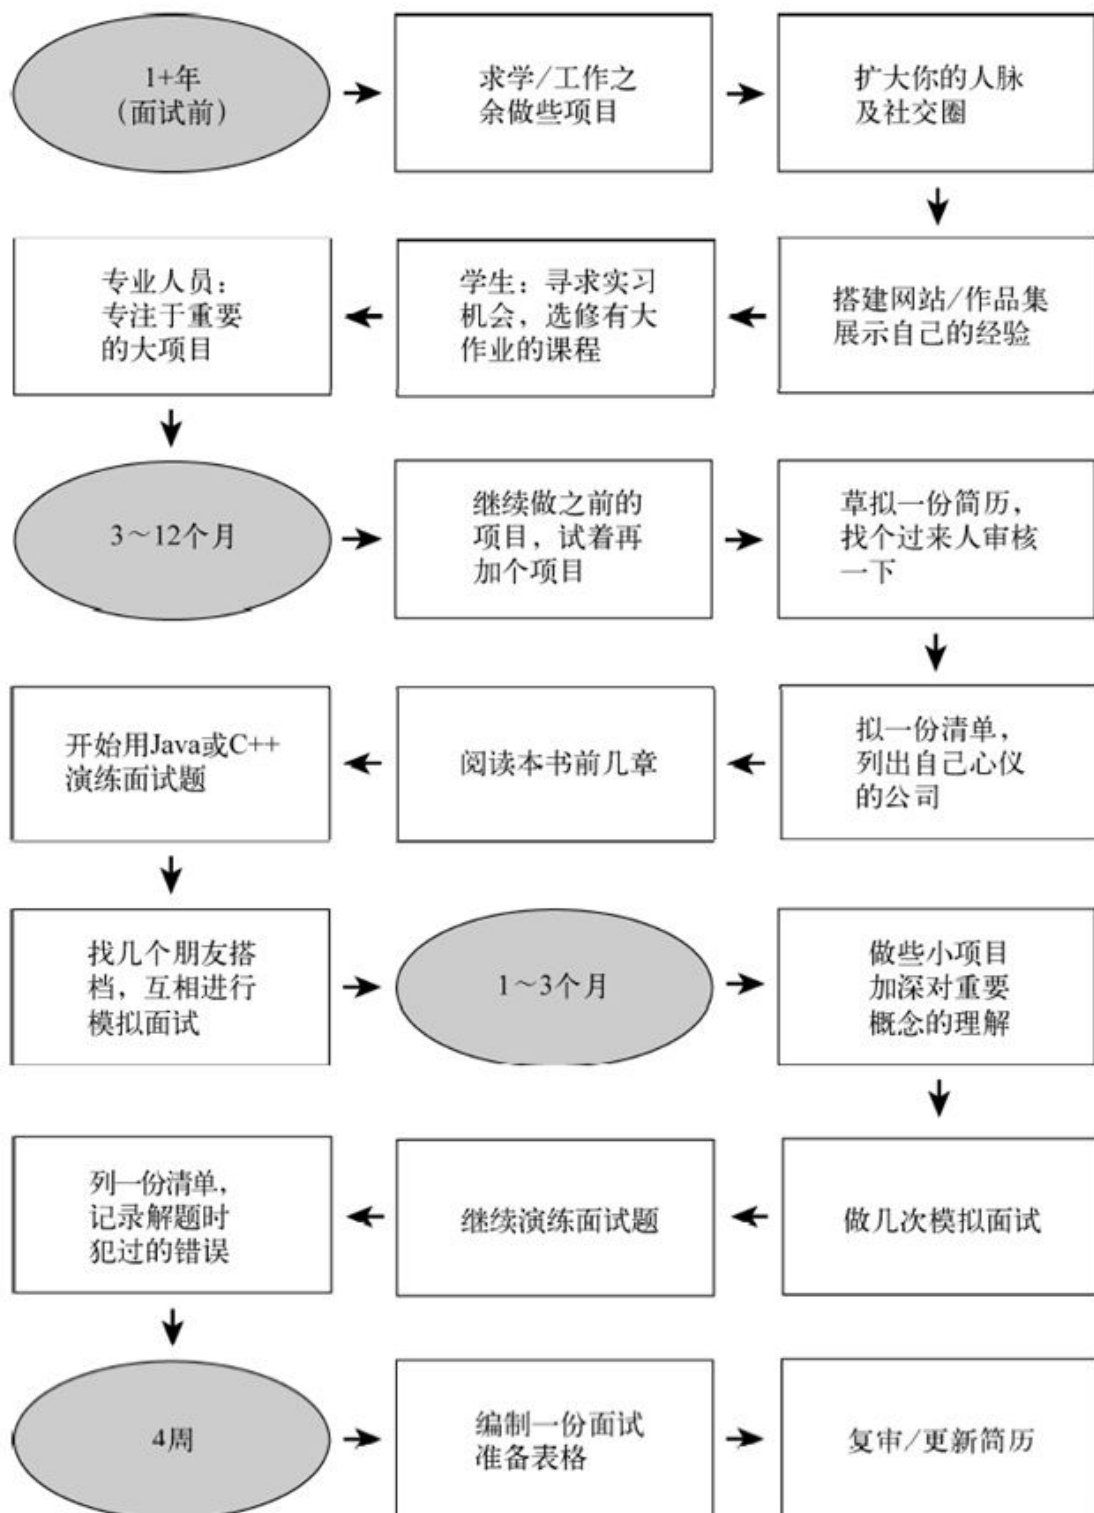 1+年
（面试前）
求学/工作之
余做些项目
扩大你的人脉
及社交圈
搭建网站/作品集
展示自己的经验
学生：寻求实习
机会，选修有大
作业的课程
专业人员：
专注于重要
的大项目
3～12个月
继续做之前的
项目，试着再
加个项目
草拟一份简历，
找个过来人审核
一下
拟一份清单，
列出自己心仪
的公司
阅读本书前几章
开始用Java或C++
演练面试题
找几个朋友搭
档，互相进行
模拟面试
1～3个月
做些小项目
加深对重要
概念的理解
做几次模拟面试
继续演练面试题
列一份清单，
记录解题时
犯过的错误
4周
编制一份面试
准备表格
复审/更新简历